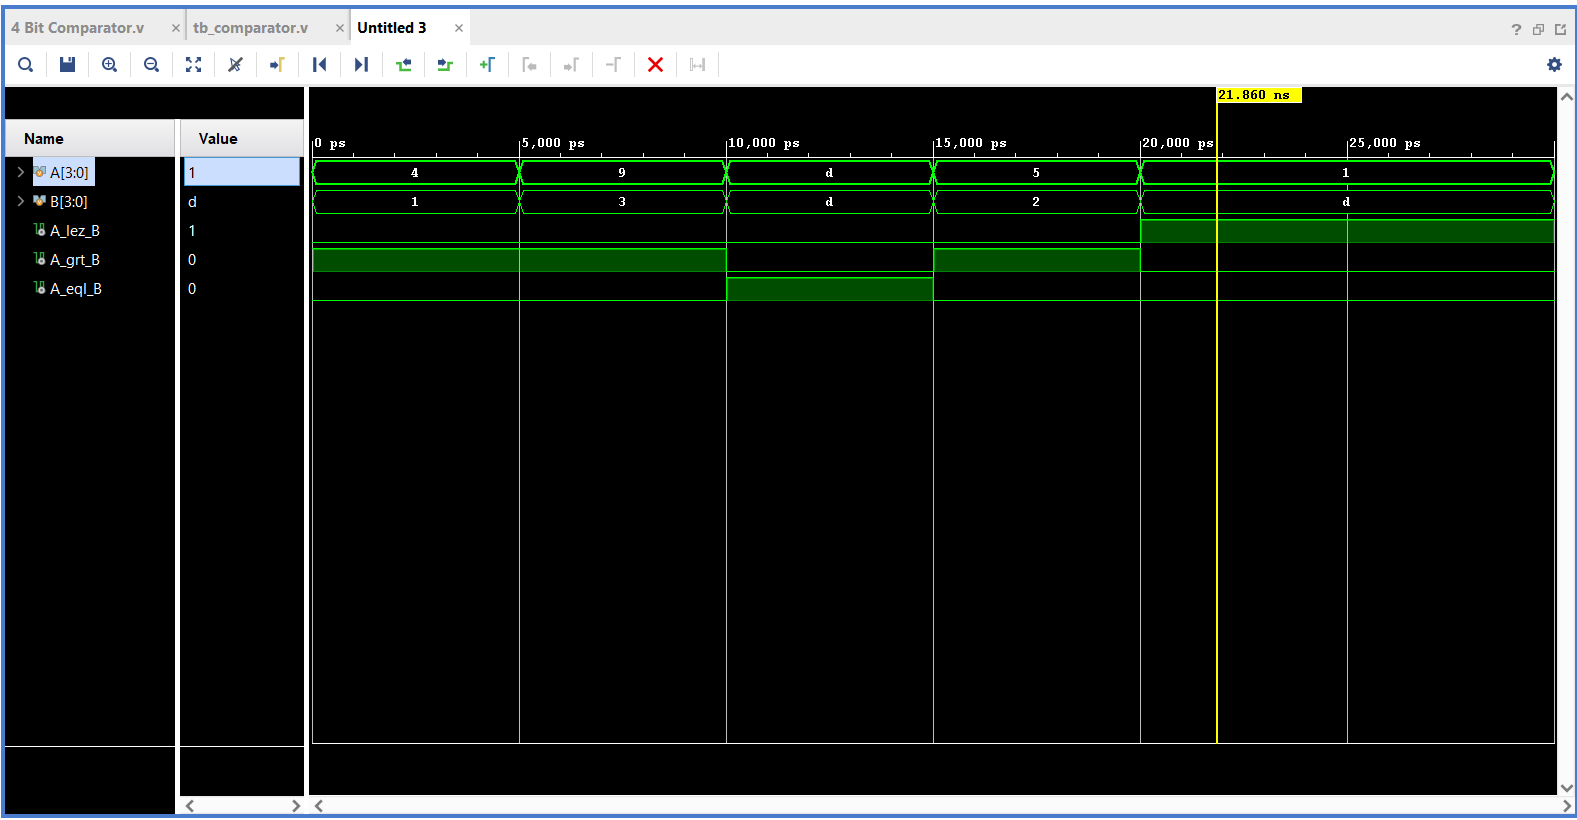 4 Bit Comparator.v × tb_comparator.v × Untitled 3 × ?
21.860 ns
Name Value
0 ps 5,000 ps 10,000 ps 15,000 ps 20,000 ps 25,000 ps
A[3:0] 1 4 9 d 5 1
B[3:0] d 1 3 d 2 d
A_lez_B 1
A_grt_B 0
A_eql_B 0